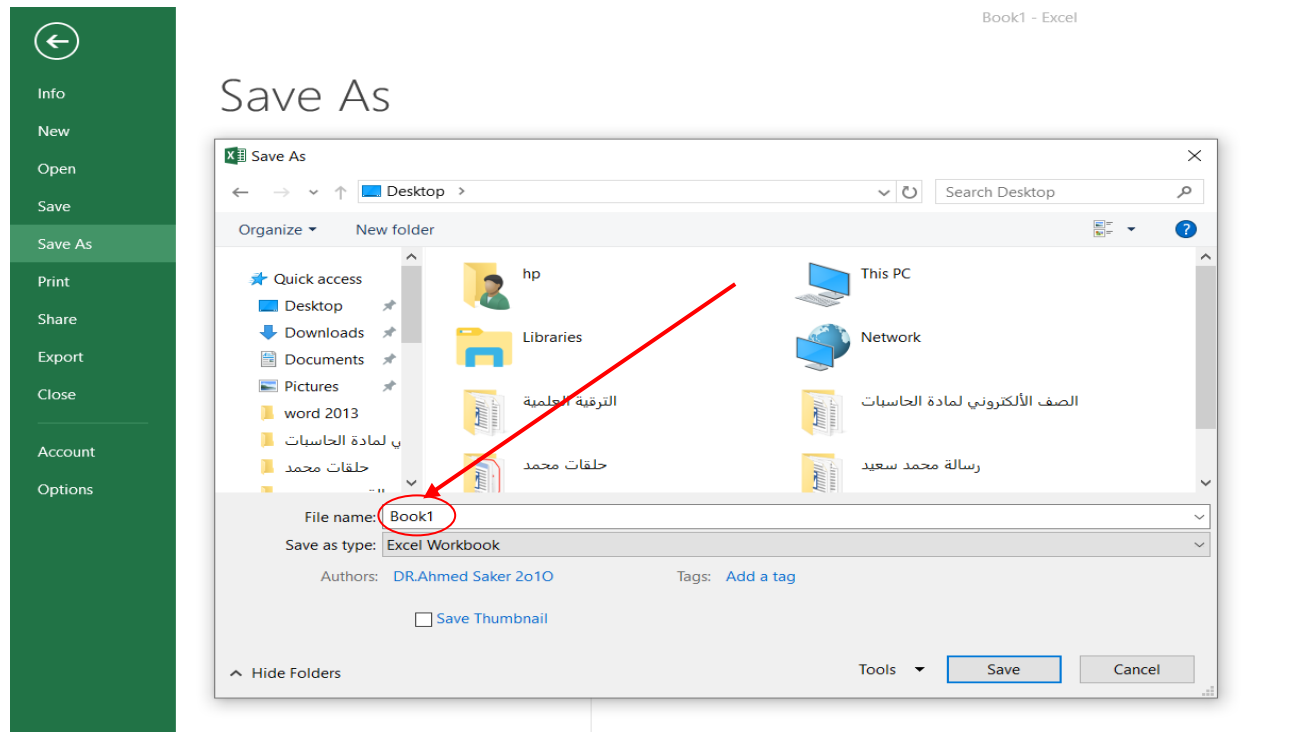 Book1 - Excel
Info
New
Open
Save
Save As
Print
Share
Export
Close
Account
Options
Save As
Save As
Desktop
Search Desktop
Organize
New folder
Quick access
Desktop
Downloads
Documents
Pictures
word 2013
ي لمادة الحاسبات
حلقات محمد
hp
This PC
Libraries
Network
الترقية العلمية
الصف الألكتروني لمادة الحاسبات
حلقات محمد
رسالة محمد سعيد
File name: Book1
Save as type: Excel Workbook
Authors: DR.Ahmed Saker 2o1O
Tags: Add a tag
Save Thumbnail
Hide Folders
Tools
Save
Cancel